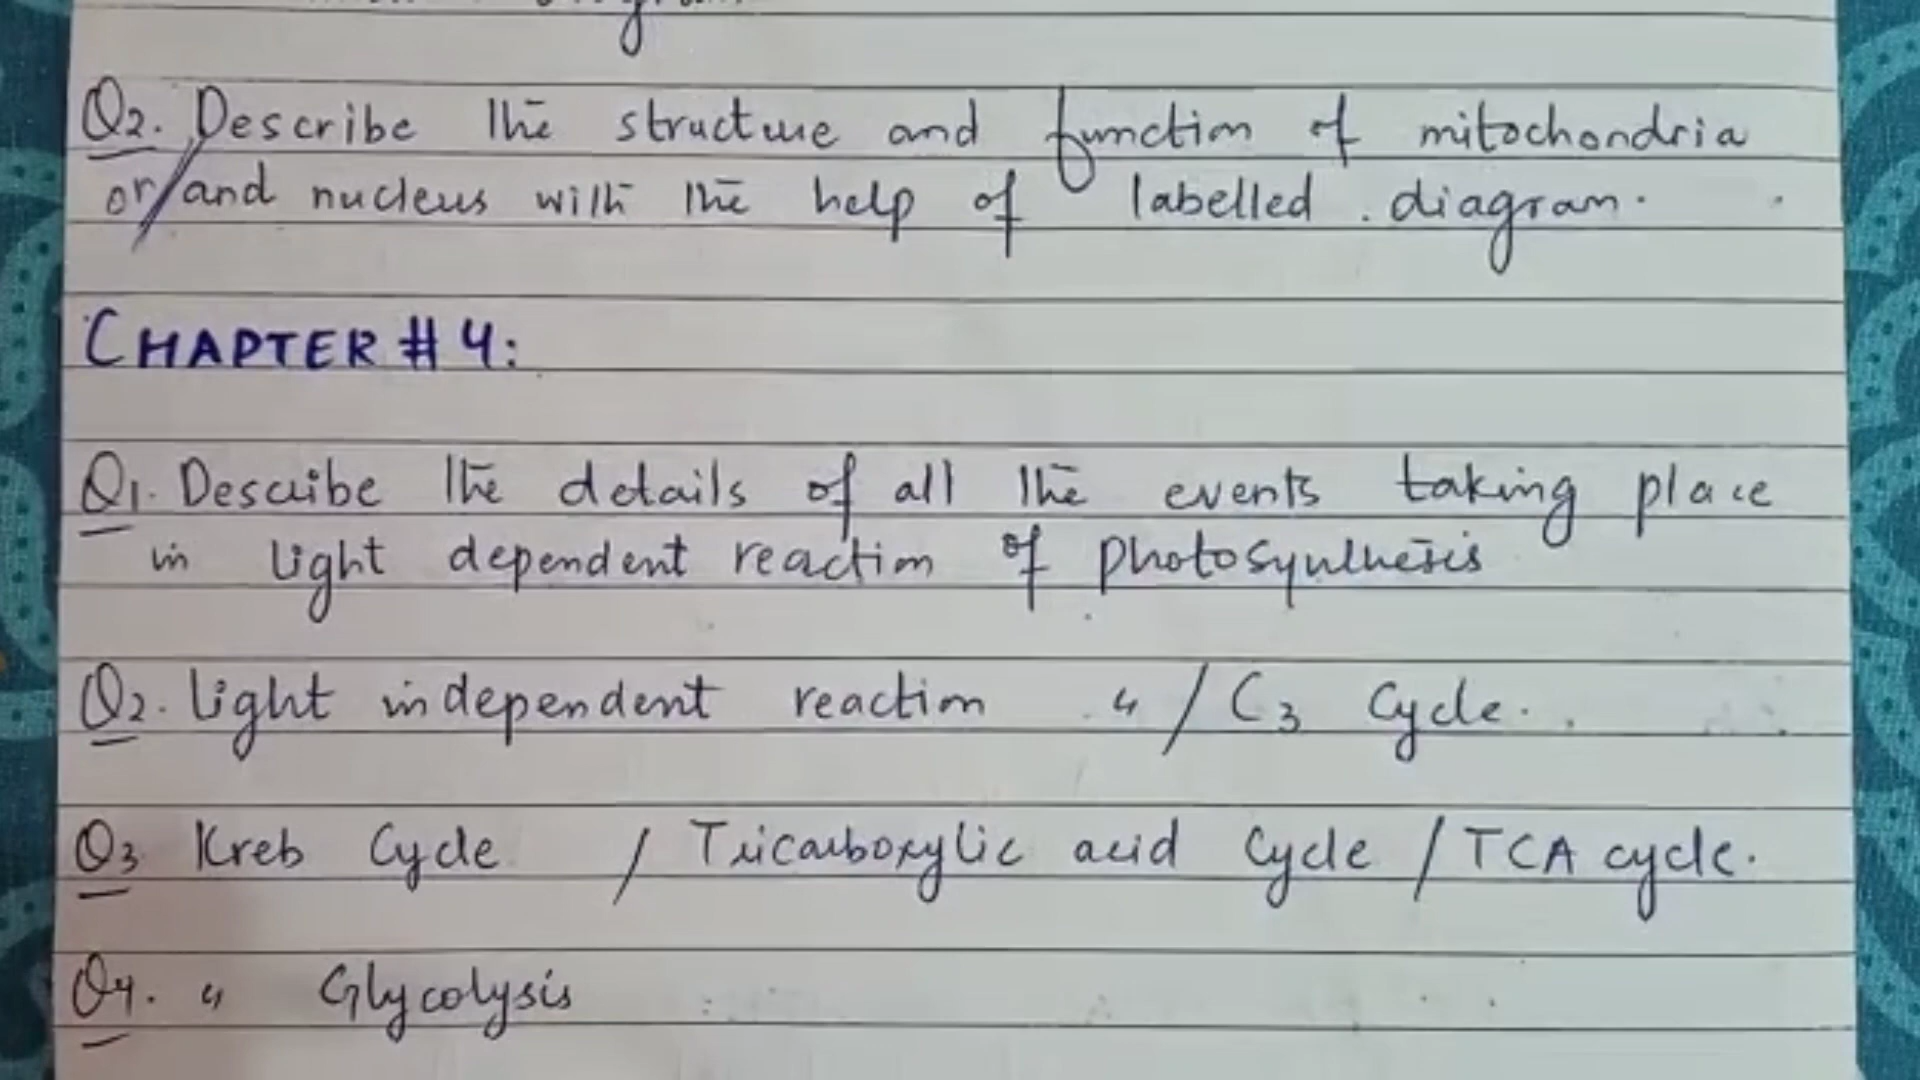 Q2. Describe the structure and function of mitochondria
or/and nucleus with the help of labelled diagram.
CHAPTER # 4:
Q1. Describe the details of all the events taking place
in light dependent reaction of photosynthesis
Q2. Light independent reaction " / C3 Cycle.
Q3 Kreb Cycle / Tricarboxylic acid Cycle / TCA cycle.
Q4. " Glycolysis